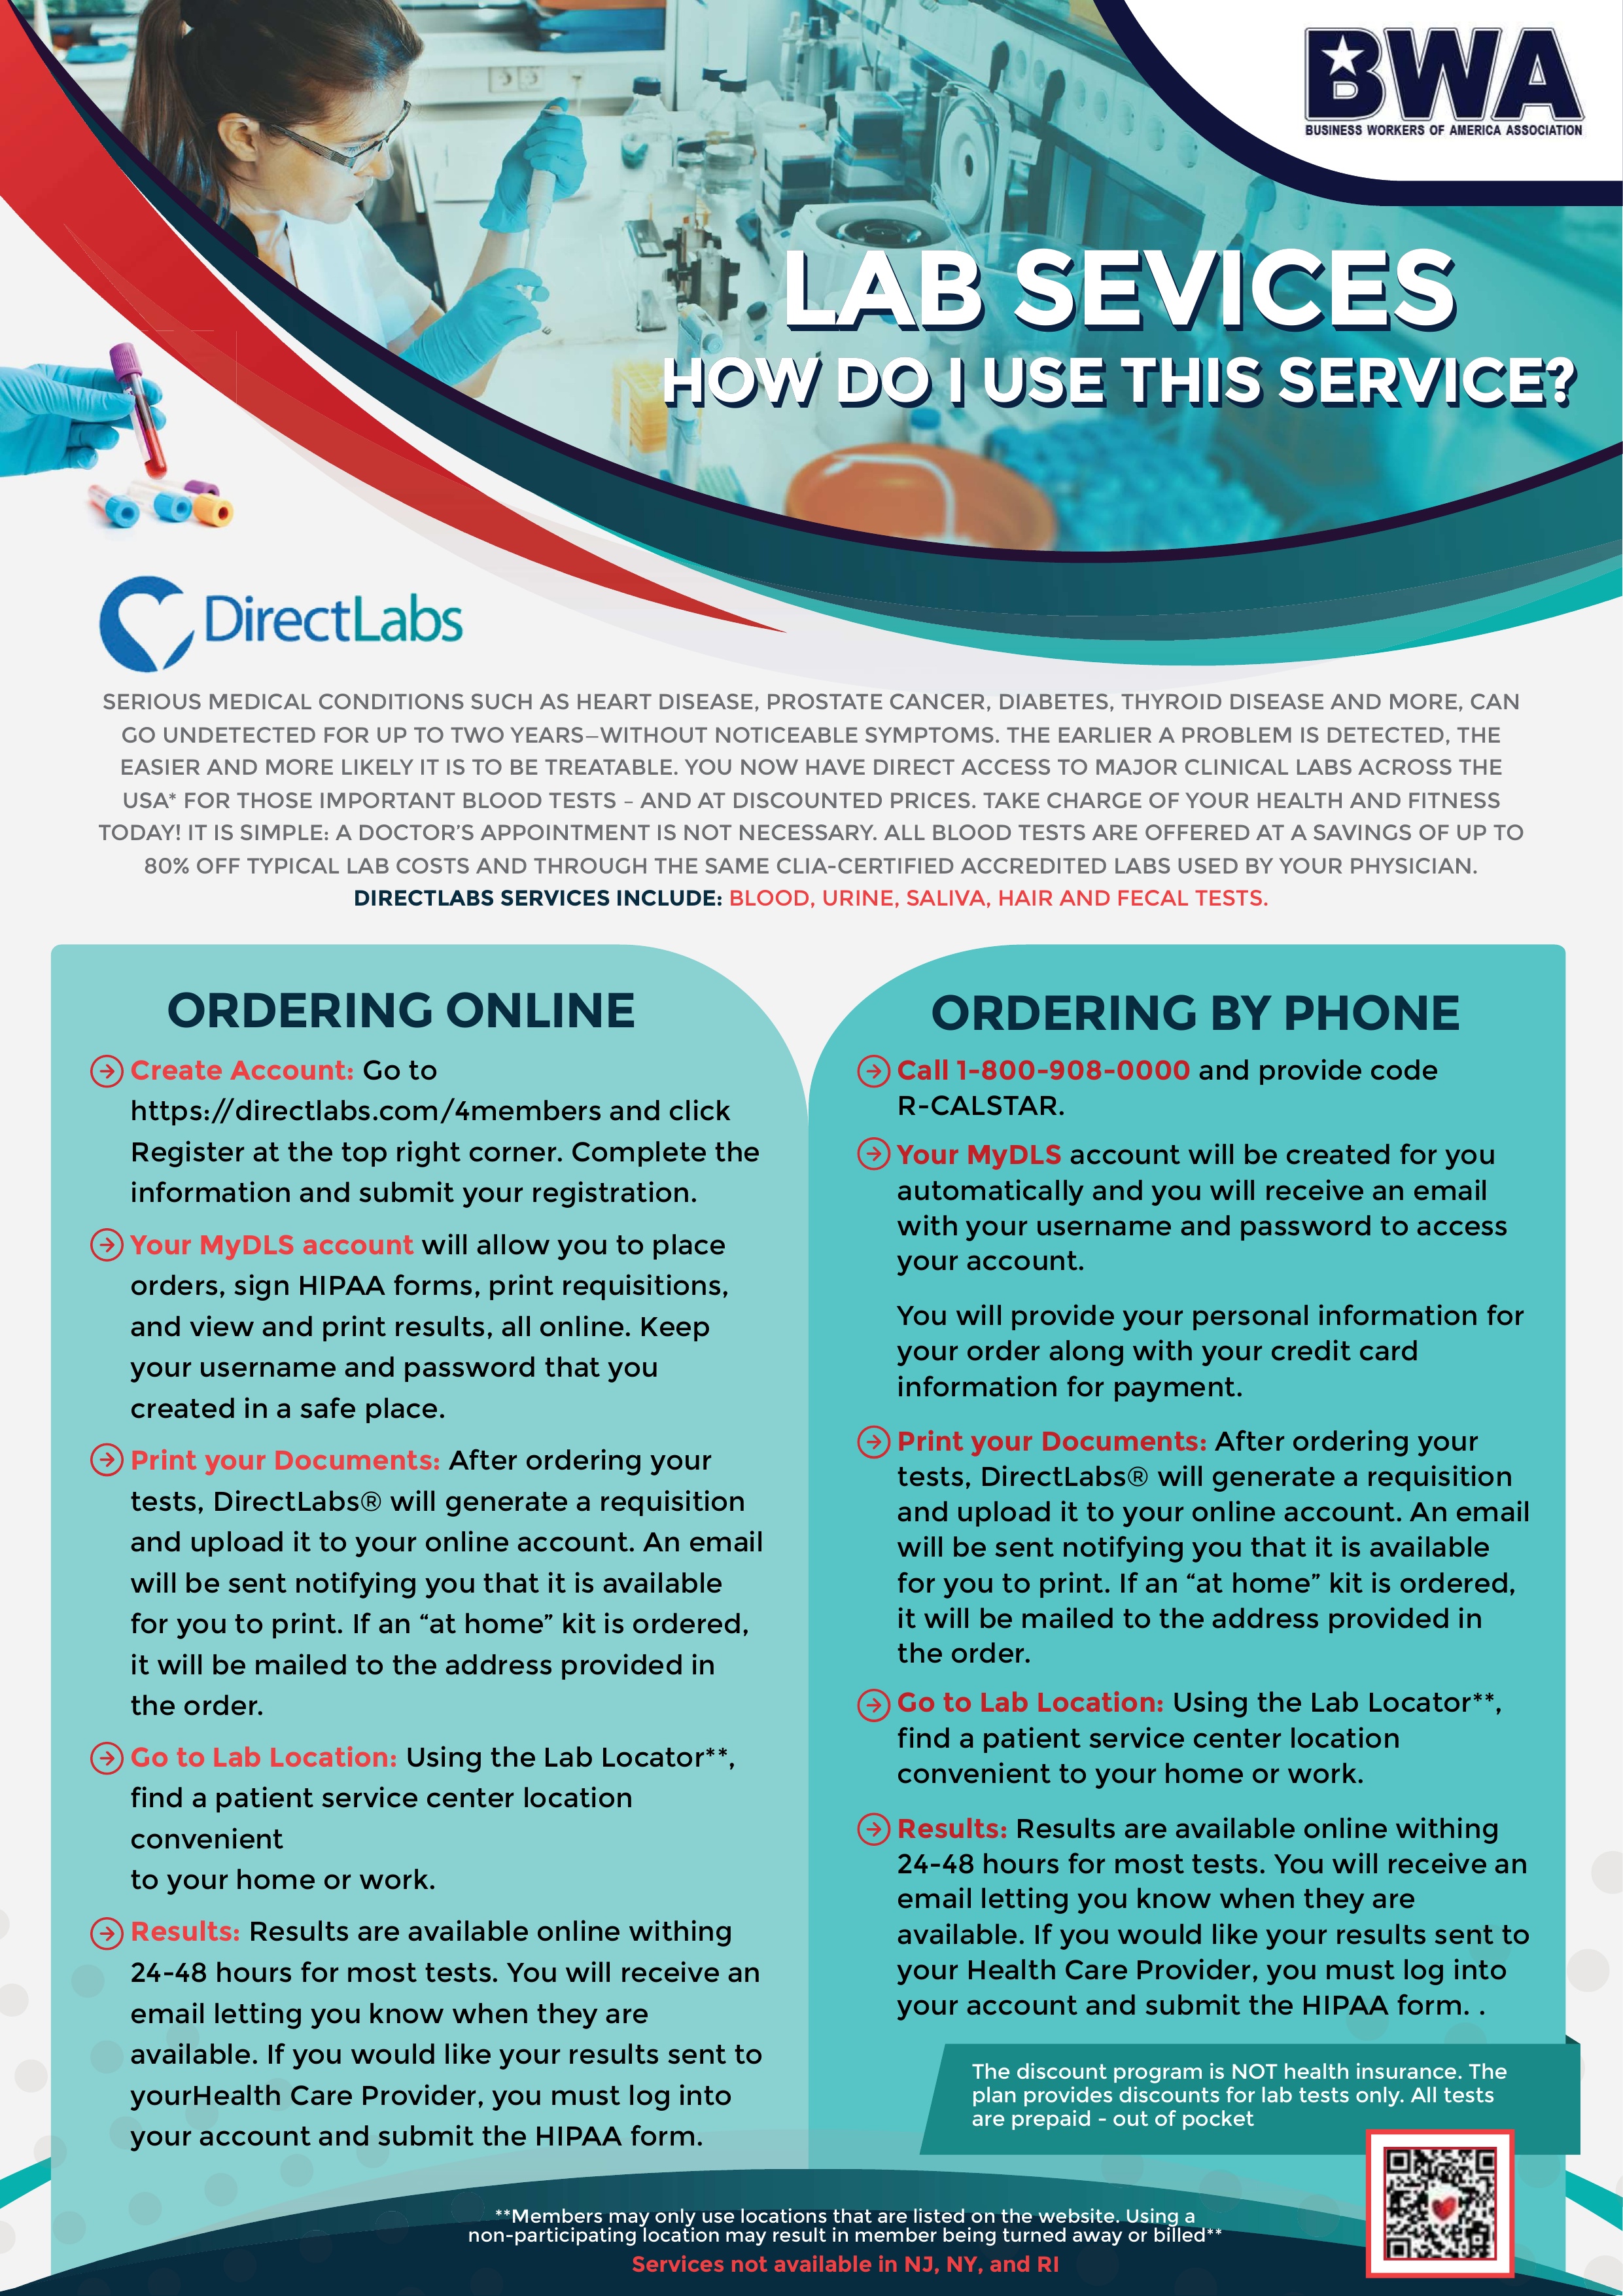 BWA
BUSINESS WORKERS OF AMERICA ASSOCIATION
LAB SEVICES
HOW DO I USE THIS SERVICE?
DirectLabs
SERIOUS MEDICAL CONDITIONS SUCH AS HEART DISEASE, PROSTATE CANCER, DIABETES, THYROID DISEASE AND MORE, CAN
GO UNDETECTED FOR UP TO TWO YEARS—WITHOUT NOTICEABLE SYMPTOMS. THE EARLIER A PROBLEM IS DETECTED, THE
EASIER AND MORE LIKELY IT IS TO BE TREATABLE. YOU NOW HAVE DIRECT ACCESS TO MAJOR CLINICAL LABS ACROSS THE
USA* FOR THOSE IMPORTANT BLOOD TESTS – AND AT DISCOUNTED PRICES. TAKE CHARGE OF YOUR HEALTH AND FITNESS
TODAY! IT IS SIMPLE: A DOCTOR'S APPOINTMENT IS NOT NECESSARY. ALL BLOOD TESTS ARE OFFERED AT A SAVINGS OF UP TO
80% OFF TYPICAL LAB COSTS AND THROUGH THE SAME CLIA-CERTIFIED ACCREDITED LABS USED BY YOUR PHYSICIAN.
DIRECTLABS SERVICES INCLUDE: BLOOD, URINE, SALIVA, HAIR AND FECAL TESTS.
ORDERING ONLINE
Create Account: Go to
https://directlabs.com/4members and click
Register at the top right corner. Complete the
information and submit your registration.
Your MyDLS account will allow you to place
orders, sign HIPAA forms, print requisitions,
and view and print results, all online. Keep
your username and password that you
created in a safe place.
Print your Documents: After ordering your
tests, DirectLabs® will generate a requisition
and upload it to your online account. An email
will be sent notifying you that it is available
for you to print. If an “at home” kit is ordered,
it will be mailed to the address provided in
the order.
Go to Lab Location: Using the Lab Locator**,
find a patient service center location
convenient
to your home or work.
Results: Results are available online withing
24-48 hours for most tests. You will receive an
email letting you know when they are
available. If you would like your results sent to
yourHealth Care Provider, you must log into
your account and submit the HIPAA form.
ORDERING BY PHONE
Call 1-800-908-0000 and provide code
R-CALSTAR.
Your MyDLS account will be created for you
automatically and you will receive an email
with your username and password to access
your account.
You will provide your personal information for
your order along with your credit card
information for payment.
Print your Documents: After ordering your
tests, DirectLabs® will generate a requisition
and upload it to your online account. An email
will be sent notifying you that it is available
for you to print. If an “at home” kit is ordered,
it will be mailed to the address provided in
the order.
Go to Lab Location: Using the Lab Locator**,
find a patient service center location
convenient to your home or work.
Results: Results are available online withing
24-48 hours for most tests. You will receive an
email letting you know when they are
available. If you would like your results sent to
your Health Care Provider, you must log into
your account and submit the HIPAA form. .
The discount program is NOT health insurance. The
plan provides discounts for lab tests only. All tests
are prepaid - out of pocket
**Members may only use locations that are listed on the website. Using a
non-participating location may result in member being turned away or billed**
Services not available in NJ, NY, and RI